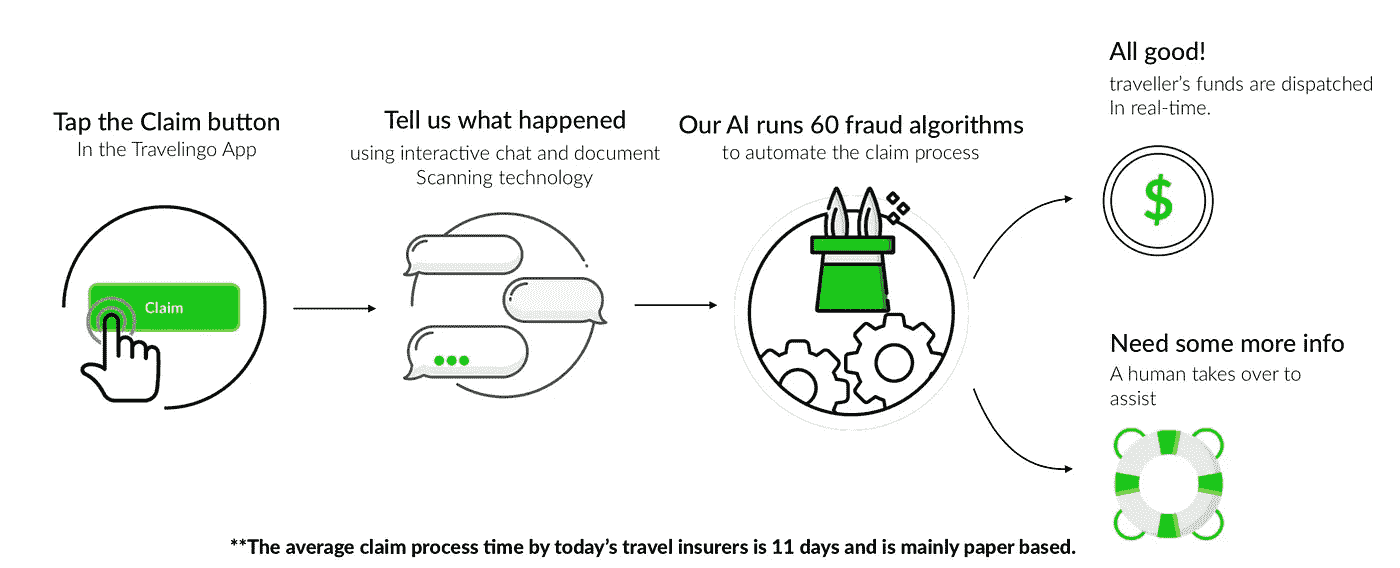 Tap the Claim button
In the Travelingo App
Claim
Tell us what happened
using interactive chat and document
Scanning technology
Our AI runs 60 fraud algorithms
to automate the claim process
All good!
traveller's funds are dispatched
In real-time.
$
Need some more info
A human takes over to
assist
**The average claim process time by today's travel insurers is 11 days and is mainly paper based.